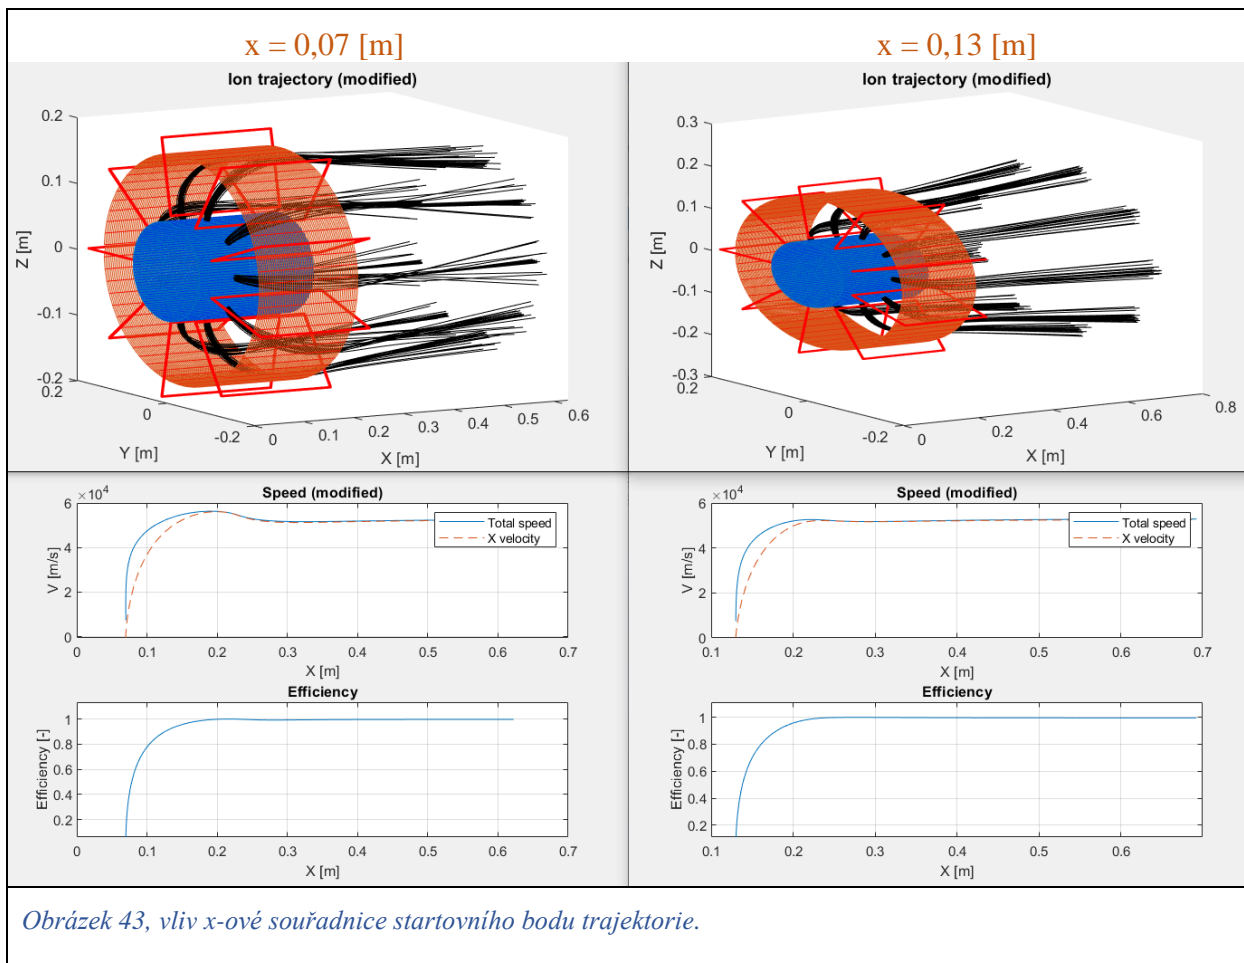 x = 0,07 [m]
x = 0,13 [m]
Ion trajectory (modified)
0.2
0.1
0
-0.1
-0.2
Z [m]
0.2
0
-0.2
Y [m]
0
0.1
0.2
0.3
0.4
0.5
0.6
X [m]
Ion trajectory (modified)
0.3
0.2
0.1
0
-0.1
-0.2
-0.3
Z [m]
0.2
0
-0.2
Y [m]
0
0.2
0.4
0.6
0.8
X [m]
Speed (modified)
×10⁴
6
4
2
0
V [m/s]
Total speed
X velocity
0
0.1
0.2
0.3
0.4
0.5
0.6
0.7
X [m]
Speed (modified)
×10⁴
6
4
2
0
V [m/s]
Total speed
X velocity
0.1
0.2
0.3
0.4
0.5
0.6
0.7
X [m]
Efficiency
1
0.8
0.6
0.4
0.2
Efficiency [-]
0
0.1
0.2
0.3
0.4
0.5
0.6
0.7
X [m]
Efficiency
1
0.8
0.6
0.4
0.2
Efficiency [-]
0.1
0.2
0.3
0.4
0.5
0.6
0.7
X [m]
Obrázek 43, vliv x-ové souřadnice startovního bodu trajektorie.